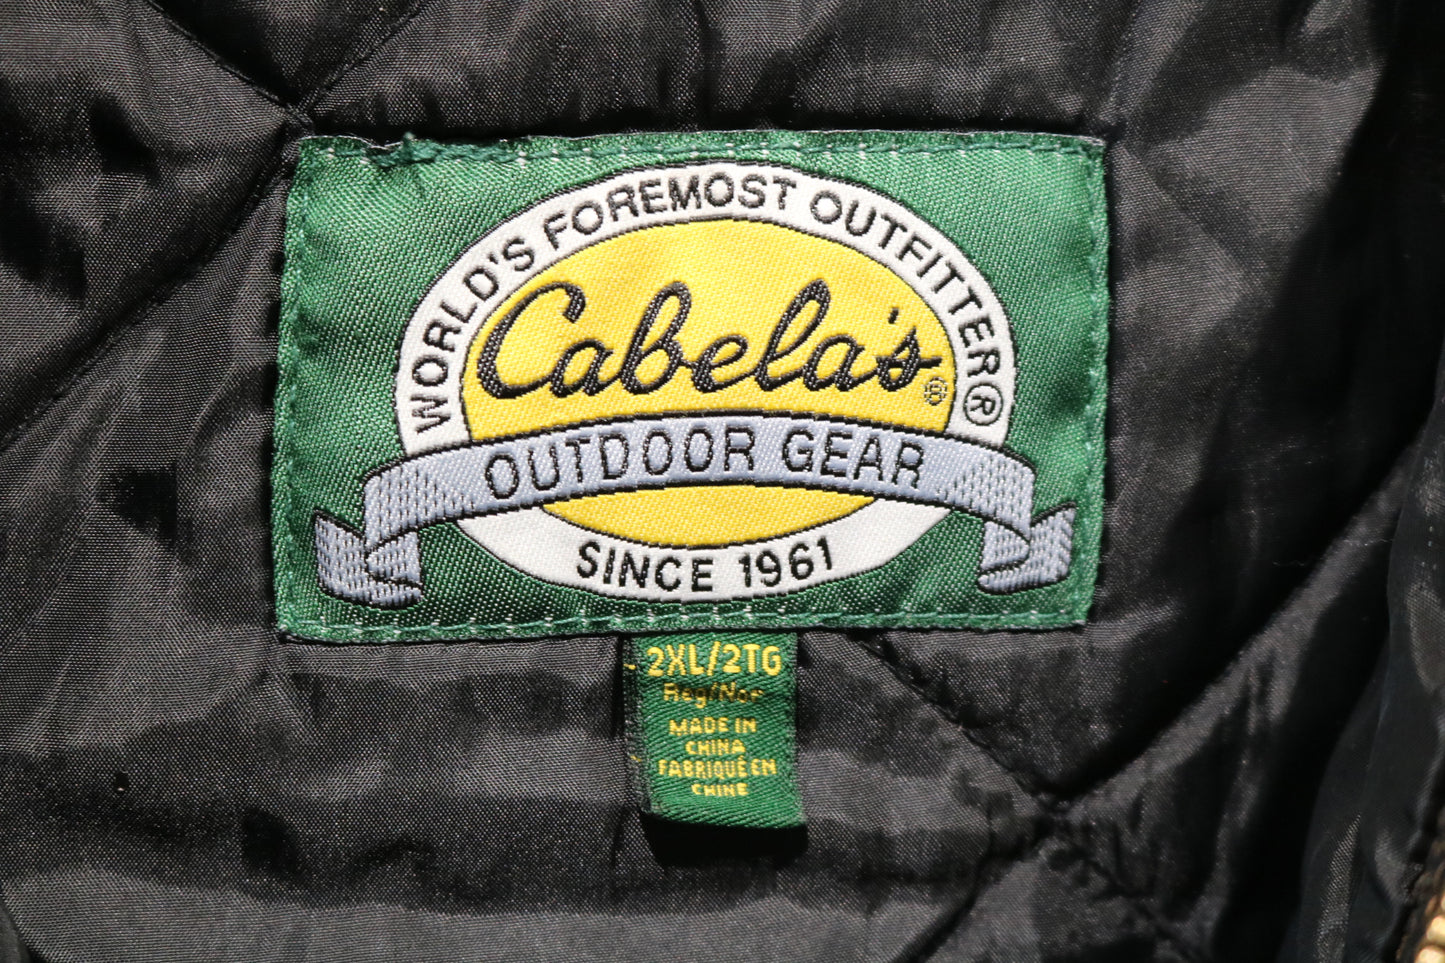 WORLD'S FOREMOST OUTFITTER®
Cabela's®
OUTDOOR GEAR
SINCE 1961
2XL/2TG
Reg/Nor
MADE IN
CHINA
FABRIQUÉ EN
CHINE